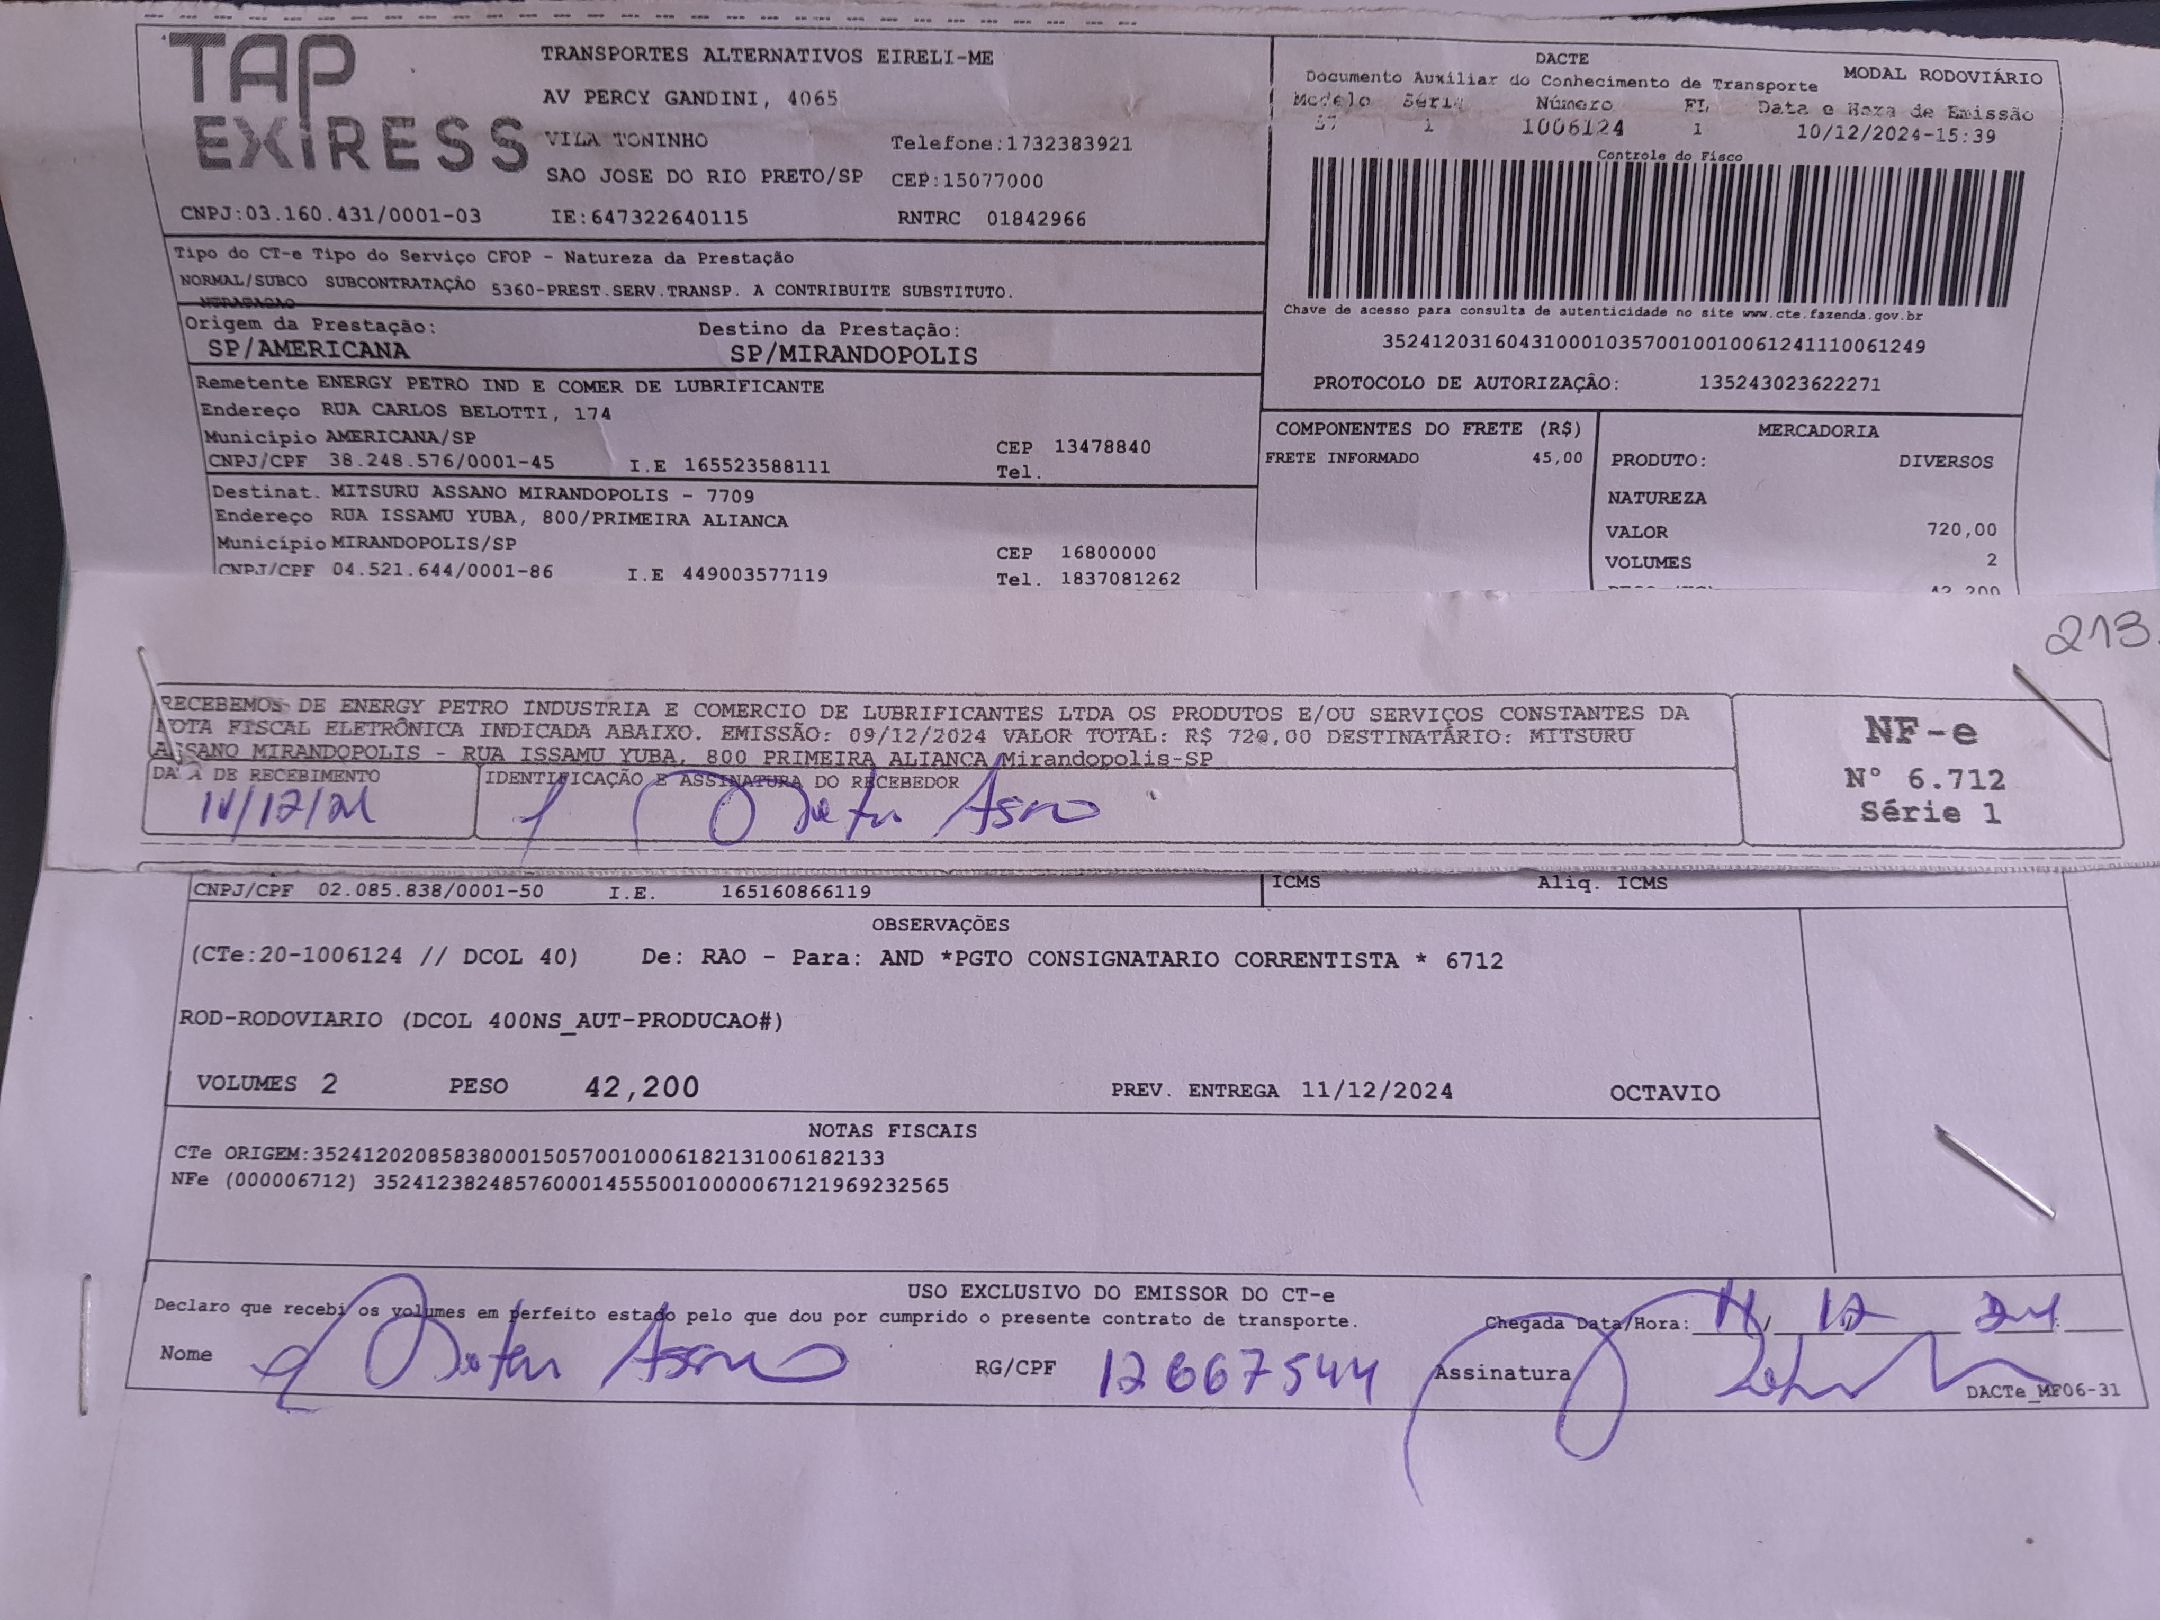 TAP
EXIRESS
TRANSPORTES ALTERNATIVOS EIRELI-ME
AV PERCY GANDINI, 4065
VILA TONINHO Telefone:1732383921
SAO JOSE DO RIO PRETO/SP CEP:15077000
CNPJ:03.160.431/0001-03 IE:647322640115 RNTRC 01842966
DACTE
Documento Auxiliar do Conhecimento de Transporte MODAL RODOVIÁRIO
Modelo Série Número FL Data e Hora de Emissão
57 1 1006124 1 10/12/2024-15:39
Controle do Fisco
Chave de acesso para consulta de autenticidade no site www.cte.fazenda.gov.br
35241203160431000103570010010061241110061249
PROTOCOLO DE AUTORIZAÇÃO: 135243023622271
Tipo do CT-e Tipo do Serviço CFOP - Natureza da Prestação
NORMAL/SUBCO SUBCONTRATAÇÃO 5360-PREST.SERV.TRANSP. A CONTRIBUITE SUBSTITUTO.
NTRATACAO
Origem da Prestação: Destino da Prestação:
SP/AMERICANA SP/MIRANDOPOLIS
Remetente ENERGY PETRO IND E COMER DE LUBRIFICANTE
Endereço RUA CARLOS BELOTTI, 174
Município AMERICANA/SP CEP 13478840
CNPJ/CPF 38.248.576/0001-45 I.E 165523588111 Tel.
Destinat. MITSURU ASSANO MIRANDOPOLIS - 7709
Endereço RUA ISSAMU YUBA, 800/PRIMEIRA ALIANCA
Município MIRANDOPOLIS/SP CEP 16800000
CNPJ/CPF 04.521.644/0001-86 I.E 449003577119 Tel. 1837081262
COMPONENTES DO FRETE (R$)
FRETE INFORMADO 45,00
MERCADORIA
PRODUTO: DIVERSOS
NATUREZA
VALOR 720,00
VOLUMES 2
42,200
213
RECEBEMOS DE ENERGY PETRO INDUSTRIA E COMERCIO DE LUBRIFICANTES LTDA OS PRODUTOS E/OU SERVIÇOS CONSTANTES DA
NOTA FISCAL ELETRÔNICA INDICADA ABAIXO. EMISSÃO: 09/12/2024 VALOR TOTAL: R$ 720,00 DESTINATÁRIO: MITSURU
ASSANO MIRANDOPOLIS - RUA ISSAMU YUBA, 800 PRIMEIRA ALIANCA Mirandopolis-SP
DATA DE RECEBIMENTO IDENTIFICAÇÃO E ASSINATURA DO RECEBEDOR
11/12/24
NF-e
Nº 6.712
Série 1
CNPJ/CPF 02.085.838/0001-50 I.E. 165160866119 ICMS Aliq. ICMS
OBSERVAÇÕES
(CTe:20-1006124 // DCOL 40) De: RAO - Para: AND *PGTO CONSIGNATARIO CORRENTISTA * 6712
ROD-RODOVIARIO (DCOL 400NS_AUT-PRODUCAO#)
VOLUMES 2 PESO 42,200 PREV. ENTREGA 11/12/2024 OCTAVIO
NOTAS FISCAIS
CTe ORIGEM:35241202085838000150570010006182131006182133
NFe (000006712) 35241238248576000145550010000067121969232565
USO EXCLUSIVO DO EMISSOR DO CT-e
Declaro que recebi os volumes em perfeito estado pelo que dou por cumprido o presente contrato de transporte. Chegada Data/Hora: 11/12 24
Nome RG/CPF 12667544 Assinatura
DACTe_MF06-31